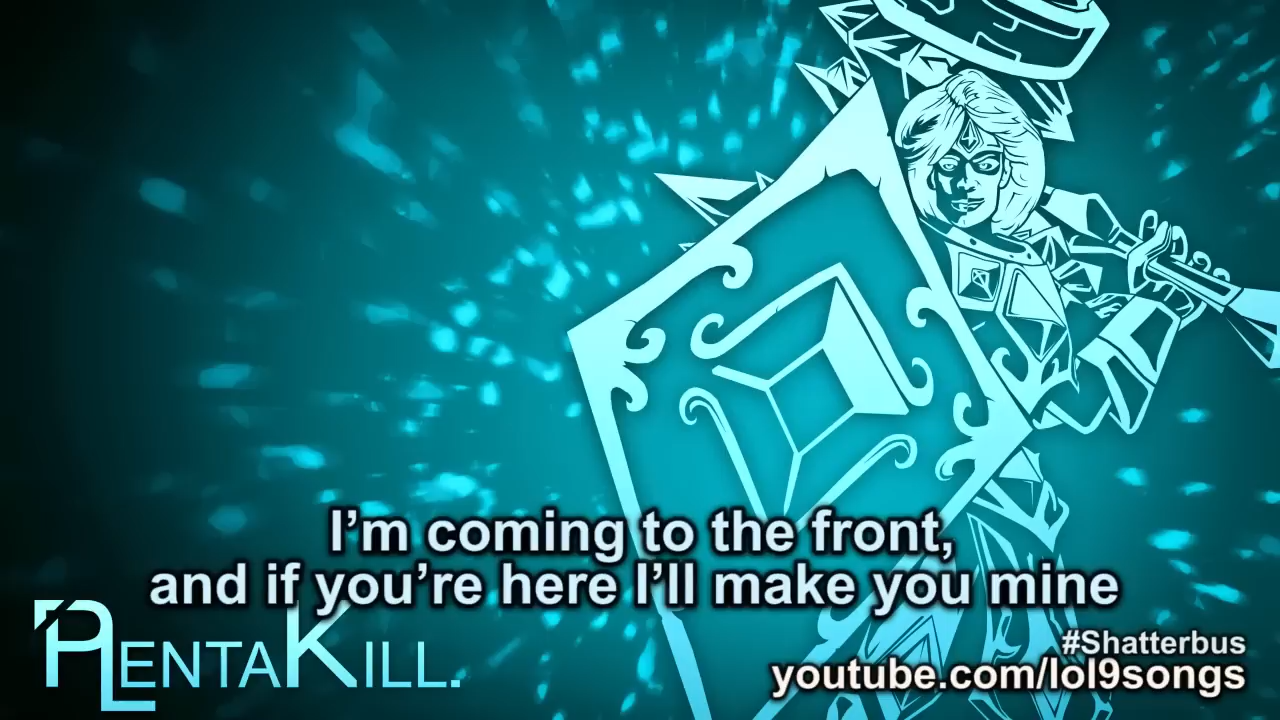 I’m coming to the front,
and if you’re here I’ll make you mine
PENTAKILL.
#Shatterbus
youtube.com/lol9songs